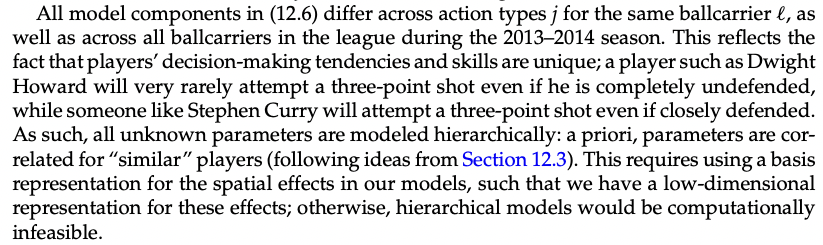 All model components in (12.6) differ across action types j for the same ballcarrier ℓ, as
well as across all ballcarriers in the league during the 2013–2014 season. This reflects the
fact that players’ decision-making tendencies and skills are unique; a player such as Dwight
Howard will very rarely attempt a three-point shot even if he is completely undefended,
while someone like Stephen Curry will attempt a three-point shot even if closely defended.
As such, all unknown parameters are modeled hierarchically: a priori, parameters are cor-
related for “similar” players (following ideas from Section 12.3). This requires using a basis
representation for the spatial effects in our models, such that we have a low-dimensional
representation for these effects; otherwise, hierarchical models would be computationally
infeasible.